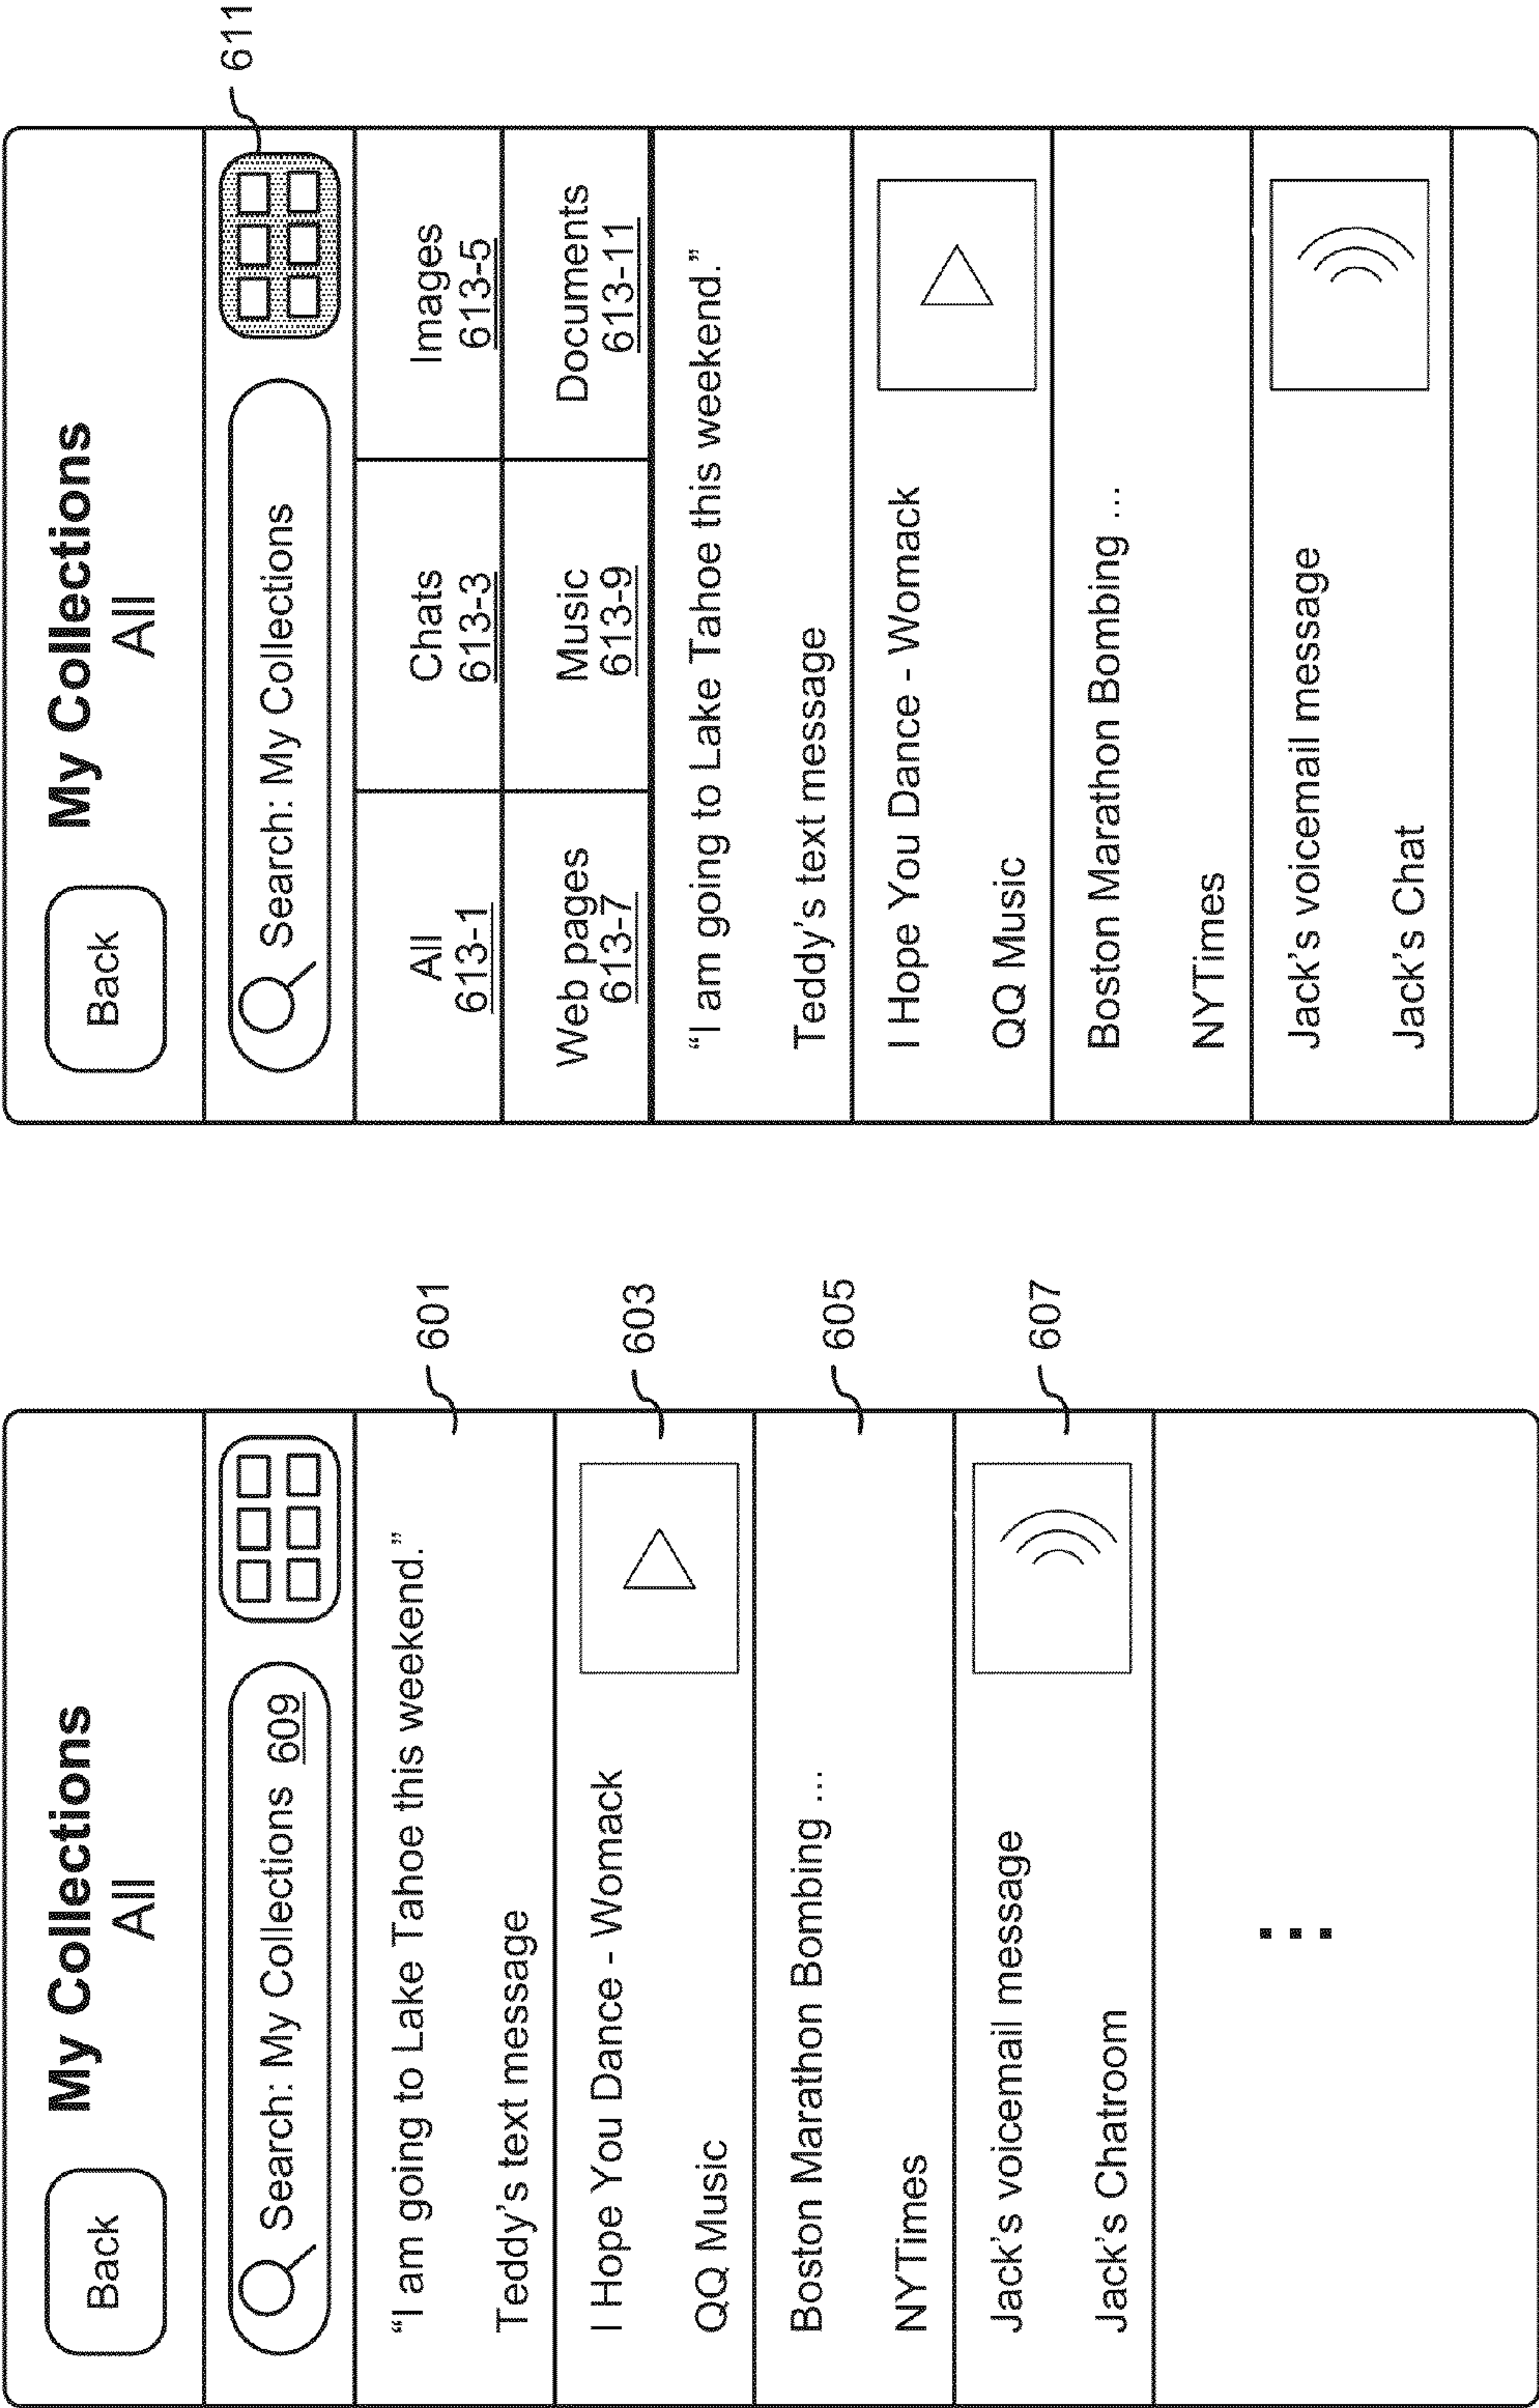 My Collections
All
Back
Search: My Collections 609
“I am going to Lake Tahoe this weekend.”
Teddy’s text message
601
I Hope You Dance - Womack
QQ Music
603
Boston Marathon Bombing ...
NYTimes
605
Jack’s voicemail message
Jack’s Chatroom
607
My Collections
All
Back
Search: My Collections
611
All
613-1
Chats
613-3
Images
613-5
Web pages
613-7
Music
613-9
Documents
613-11
“I am going to Lake Tahoe this weekend.”
Teddy’s text message
I Hope You Dance - Womack
QQ Music
Boston Marathon Bombing ...
NYTimes
Jack’s voicemail message
Jack’s Chat